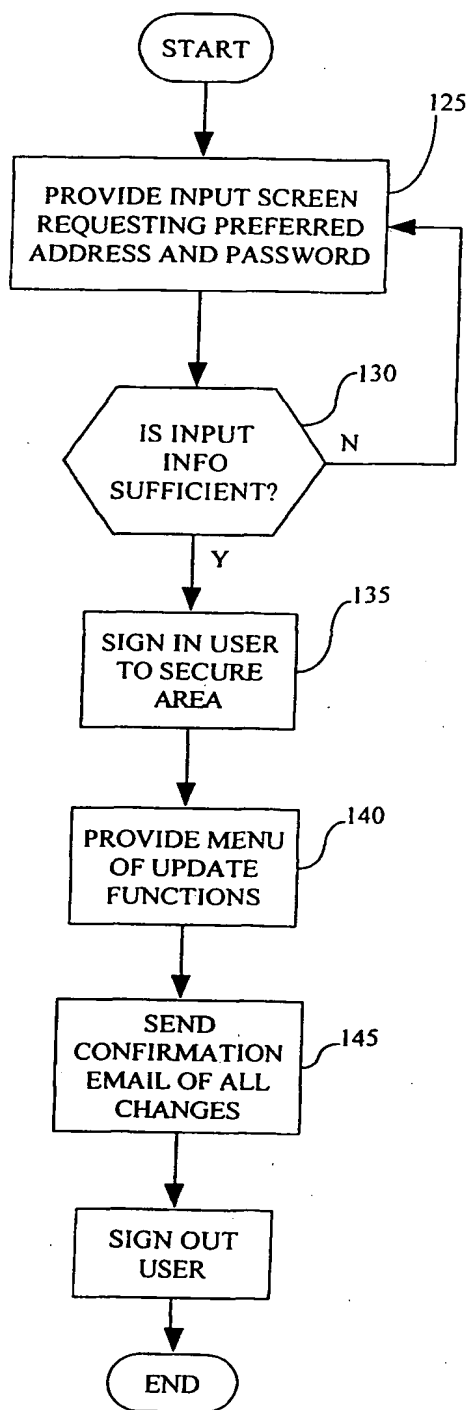 START
125
PROVIDE INPUT SCREEN
REQUESTING PREFERRED
ADDRESS AND PASSWORD
130
IS INPUT
INFO
SUFFICIENT?
N
Y
135
SIGN IN USER
TO SECURE
AREA
140
PROVIDE MENU
OF UPDATE
FUNCTIONS
145
SEND
CONFIRMATION
EMAIL OF ALL
CHANGES
SIGN OUT
USER
END